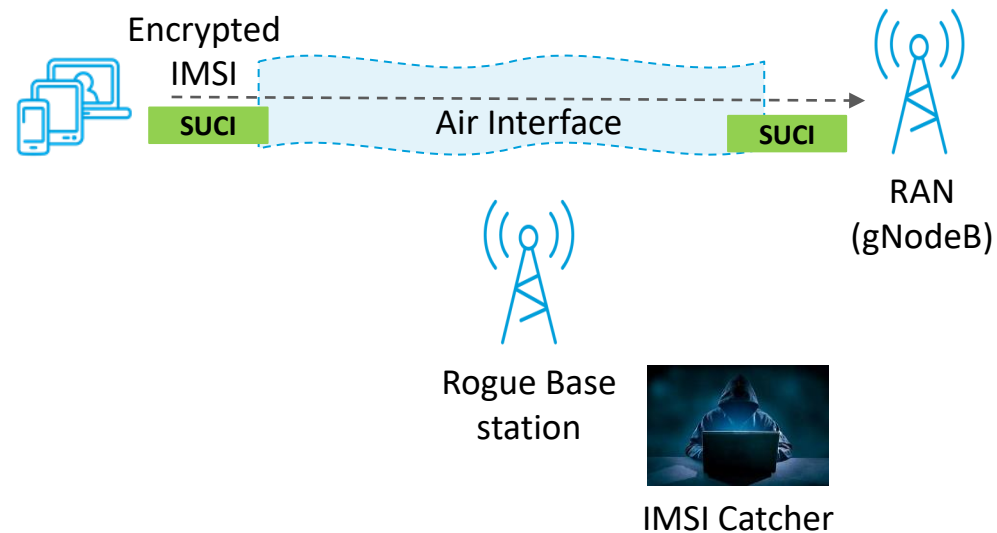 Encrypted
IMSI
SUCI
Air Interface
SUCI
RAN
(gNodeB)
Rogue Base
station
IMSI Catcher